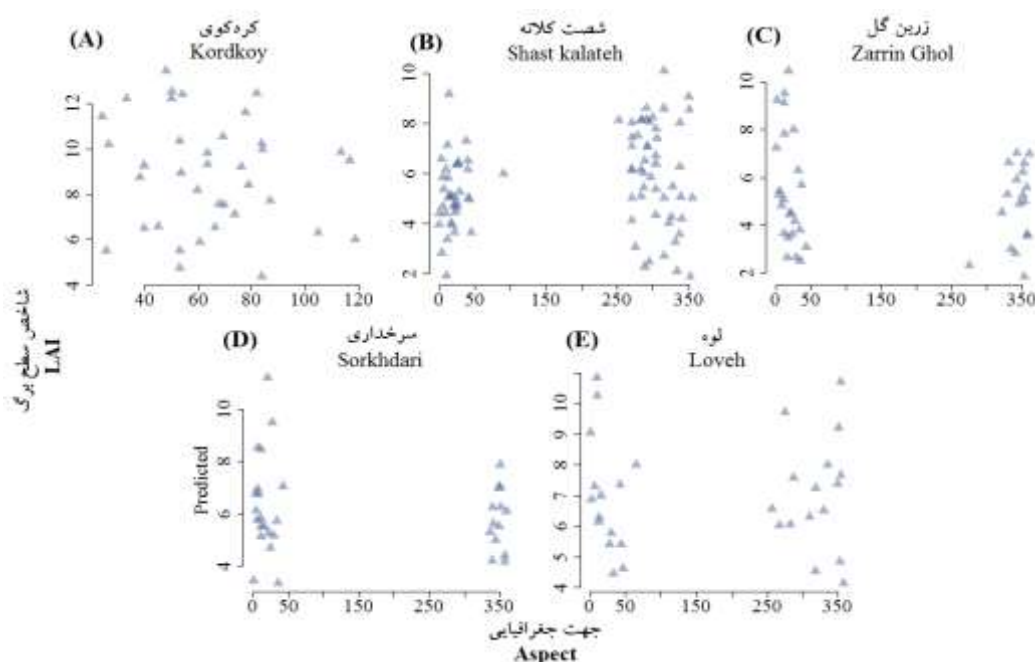 (A)
کردکوی
Kordkoy
(B)
شصت کلاته
Shast kalateh
(C)
زرین گل
Zarrin Ghol
4 6 8 10 12
40 60 80 100 120
2 4 6 8 10
0 50 150 250 350
2 4 6 8 10
0 50 150 250 350
شاخص سطح برگ
LAI
(D)
سرخداری
Sorkhdari
(E)
لوه
Loveh
Predicted
4 6 8 10
0 50 150 250 350
4 5 6 7 8 9 10
0 50 150 250 350
جهت جغرافیایی
Aspect